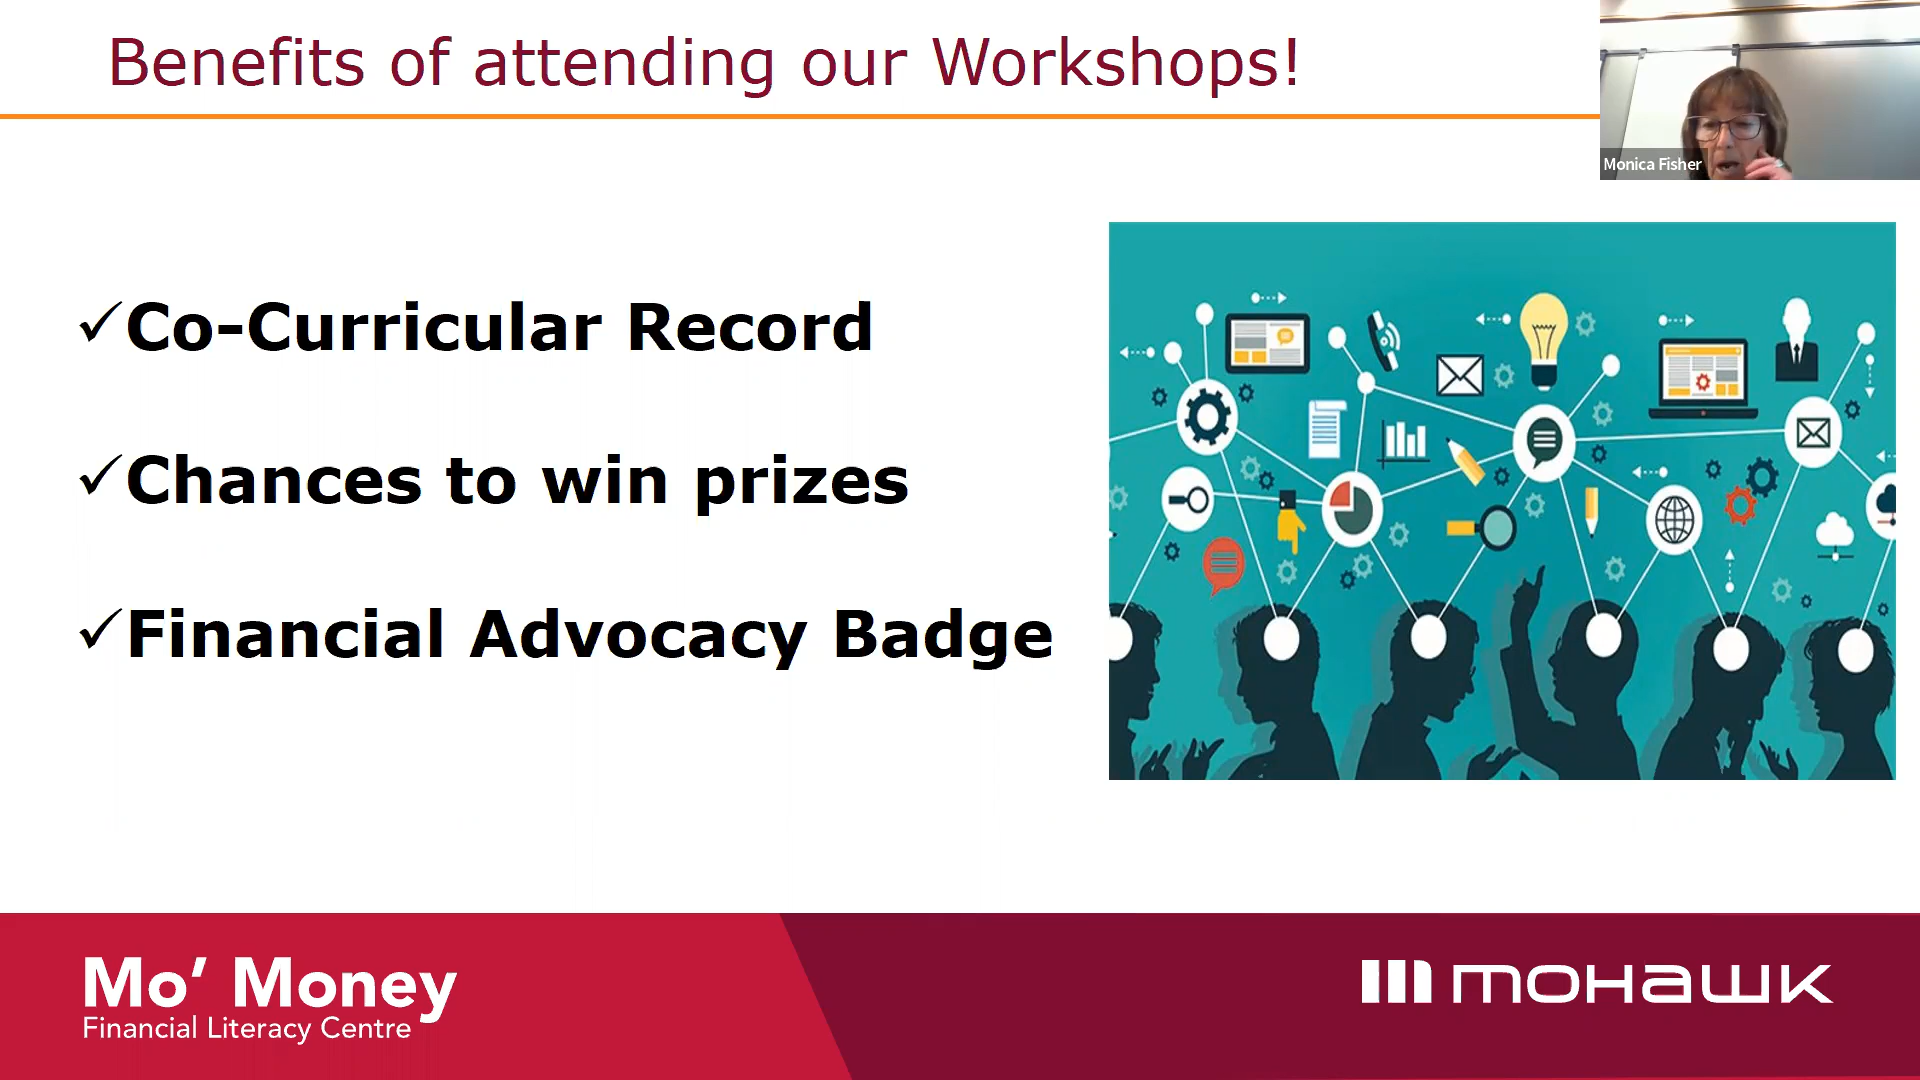 Benefits of attending our Workshops!
Monica Fisher
✓Co-Curricular Record
✓Chances to win prizes
✓Financial Advocacy Badge
Mo’ Money
Financial Literacy Centre
mohawk